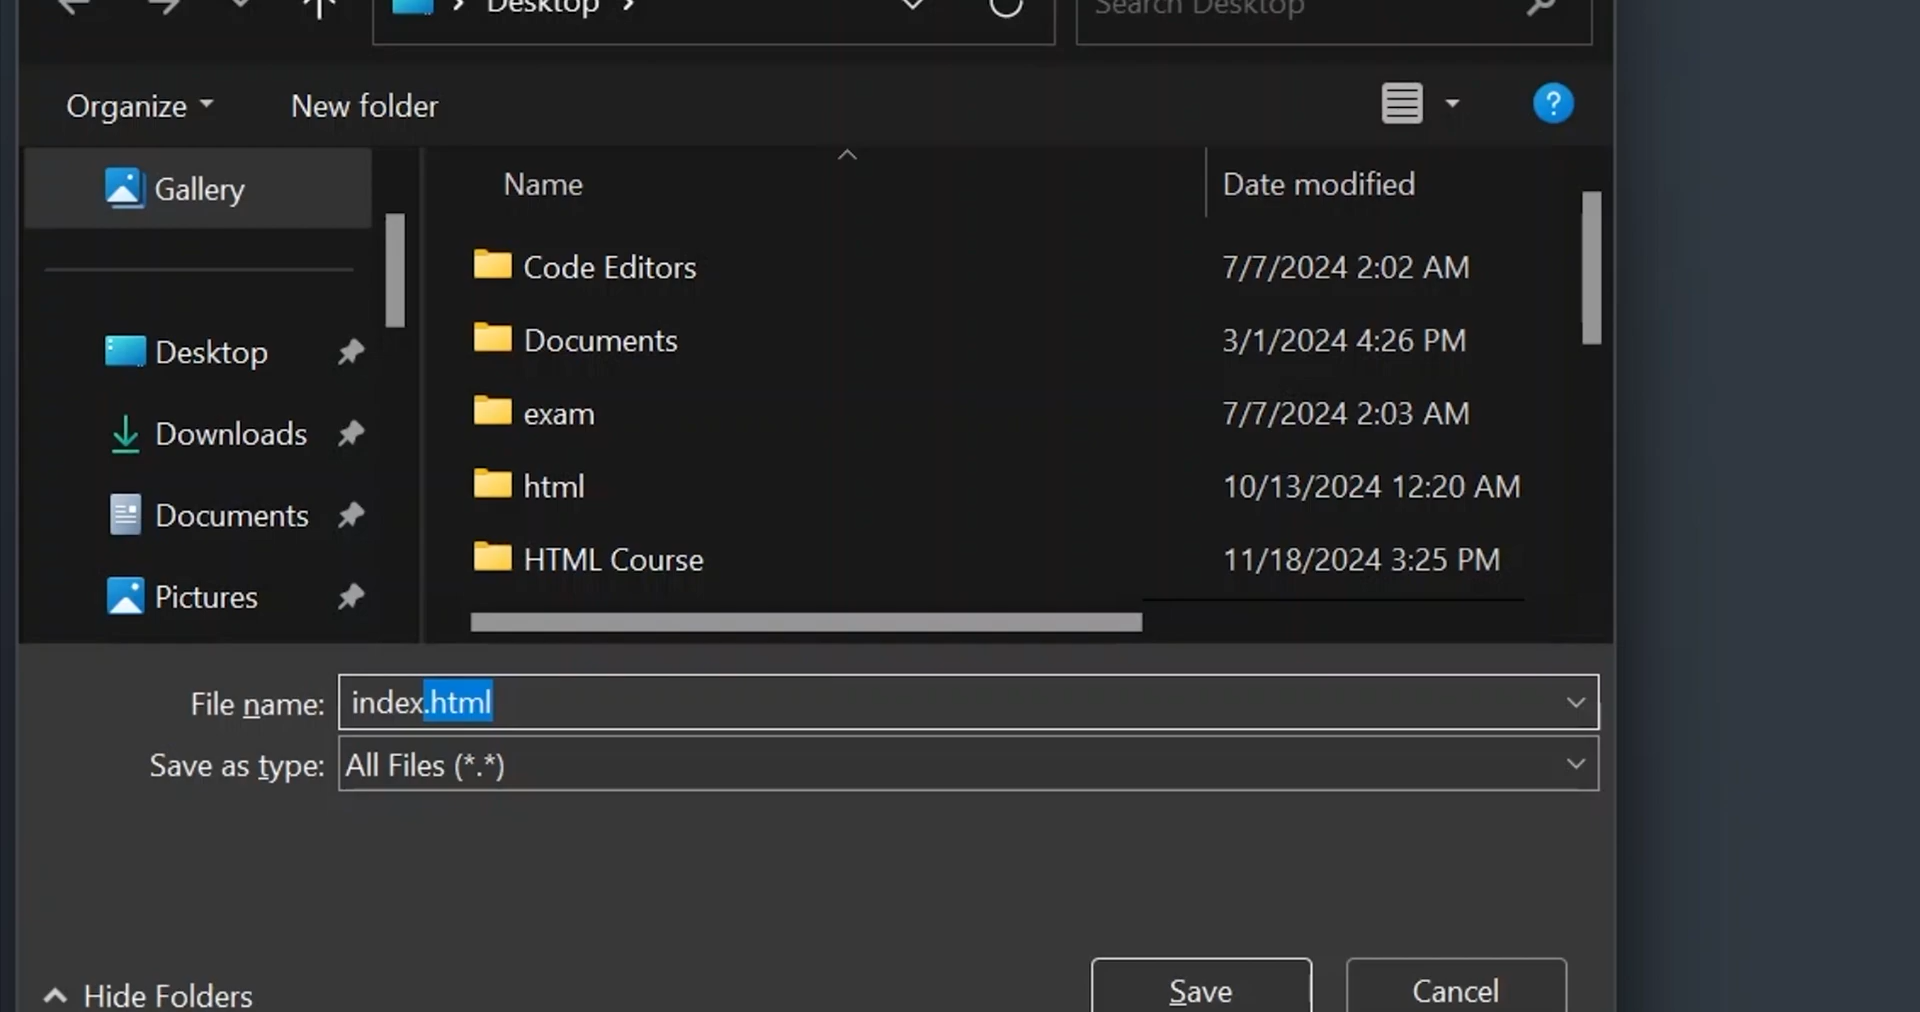 Desktop
Search Desktop
Organize
New folder
?
Gallery
Name
Date modified
Code Editors
7/7/2024 2:02 AM
Desktop
Documents
3/1/2024 4:26 PM
Downloads
exam
7/7/2024 2:03 AM
Documents
html
10/13/2024 12:20 AM
Pictures
HTML Course
11/18/2024 3:25 PM
File name:
index.html
Save as type:
All Files (*.*)
Hide Folders
Save
Cancel